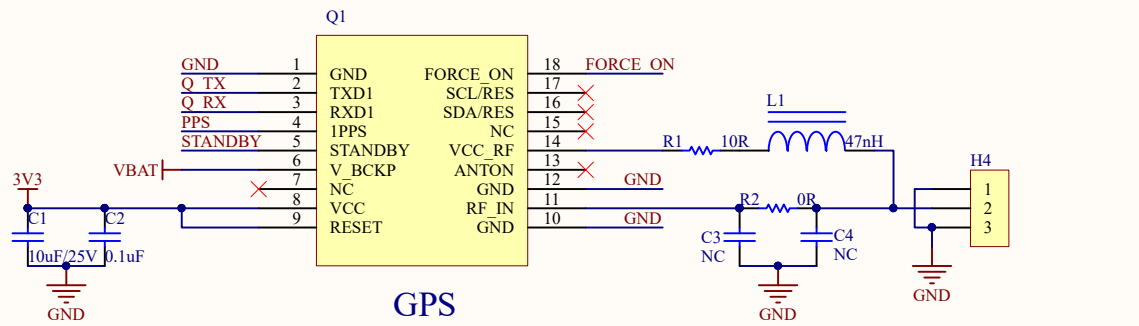 Q1
GND 1 GND FORCE_ON 18 FORCE_ON
Q_TX 2 TXD1 SCL/RES 17
Q_RX 3 RXD1 SDA/RES 16
PPS 4 1PPS NC 15
STANDBY 5 STANDBY VCC_RF 14
VBAT 6 V_BCKP ANTON 13
7 NC GND 12 GND
8 VCC RF_IN 11
9 RESET GND 10 GND
3V3
C1 C2
10uF/25V 0.1uF
GND
L1
R1 10R 47nH
R2 0R
C3 C4
NC NC
GND
H4
1
2
3
GND
GPS